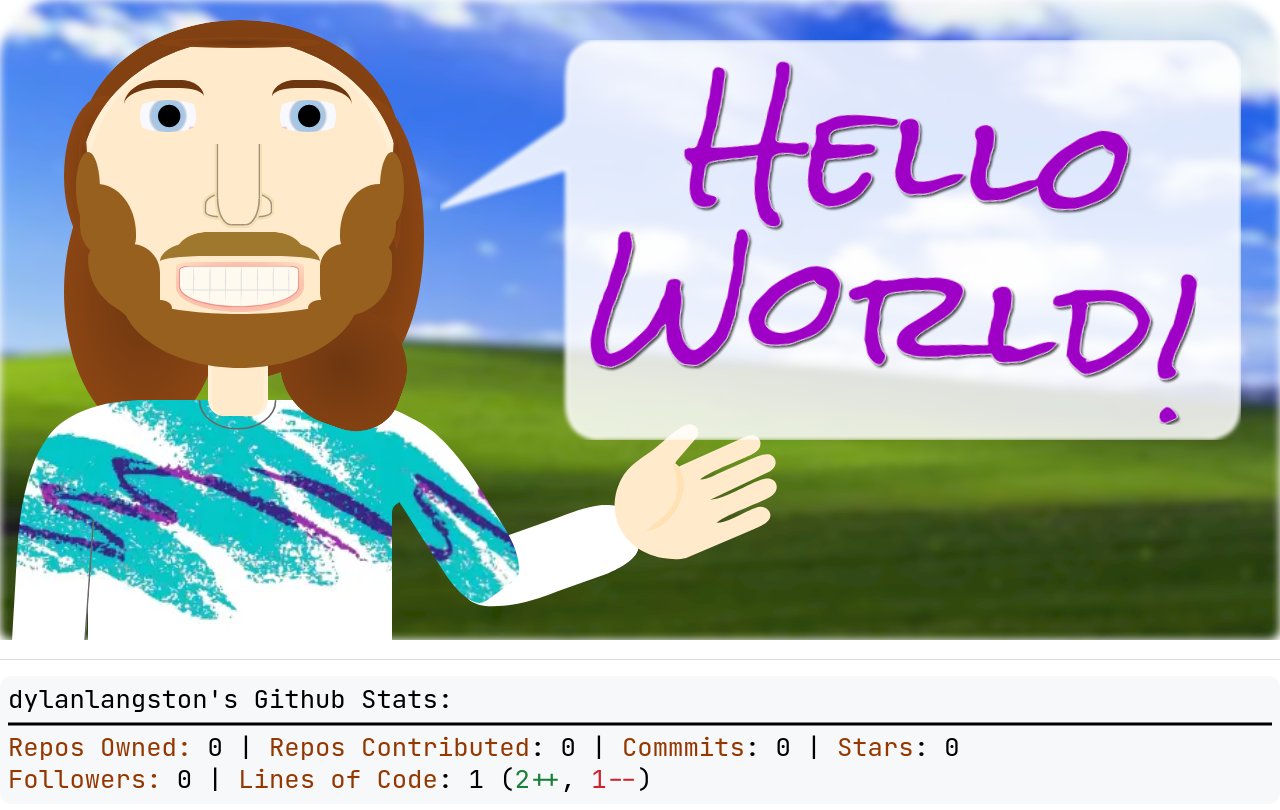 Hello
World!
dylanlangston's Github Stats:
Repos Owned: 0 | Repos Contributed: 0 | Commmits: 0 | Stars: 0
Followers: 0 | Lines of Code: 1 (2++, 1--)